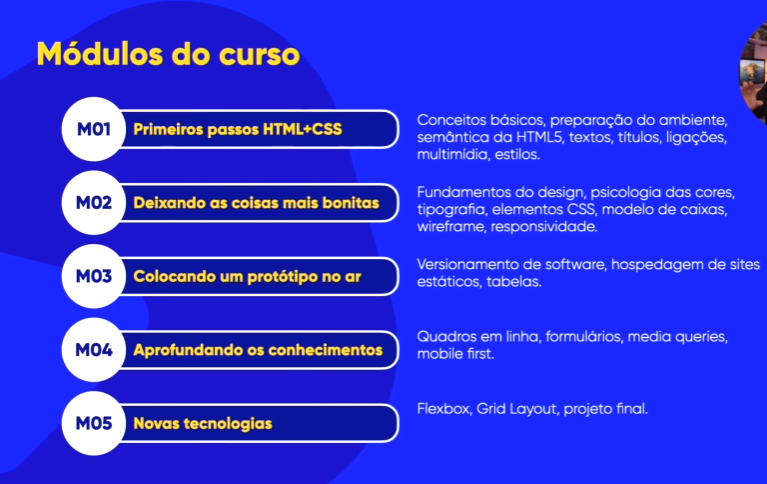 Módulos do curso
M01
Primeiros passos HTML+CSS
Conceitos básicos, preparação do ambiente,
semântica da HTML5, textos, títulos, ligações,
multimídia, estilos.
M02
Deixando as coisas mais bonitas
Fundamentos do design, psicologia das cores,
tipografia, elementos CSS, modelo de caixas,
wireframe, responsividade.
M03
Colocando um protótipo no ar
Versionamento de software, hospedagem de sites
estáticos, tabelas.
M04
Aprofundando os conhecimentos
Quadros em linha, formulários, media queries,
mobile first.
M05
Novas tecnologias
Flexbox, Grid Layout, projeto final.